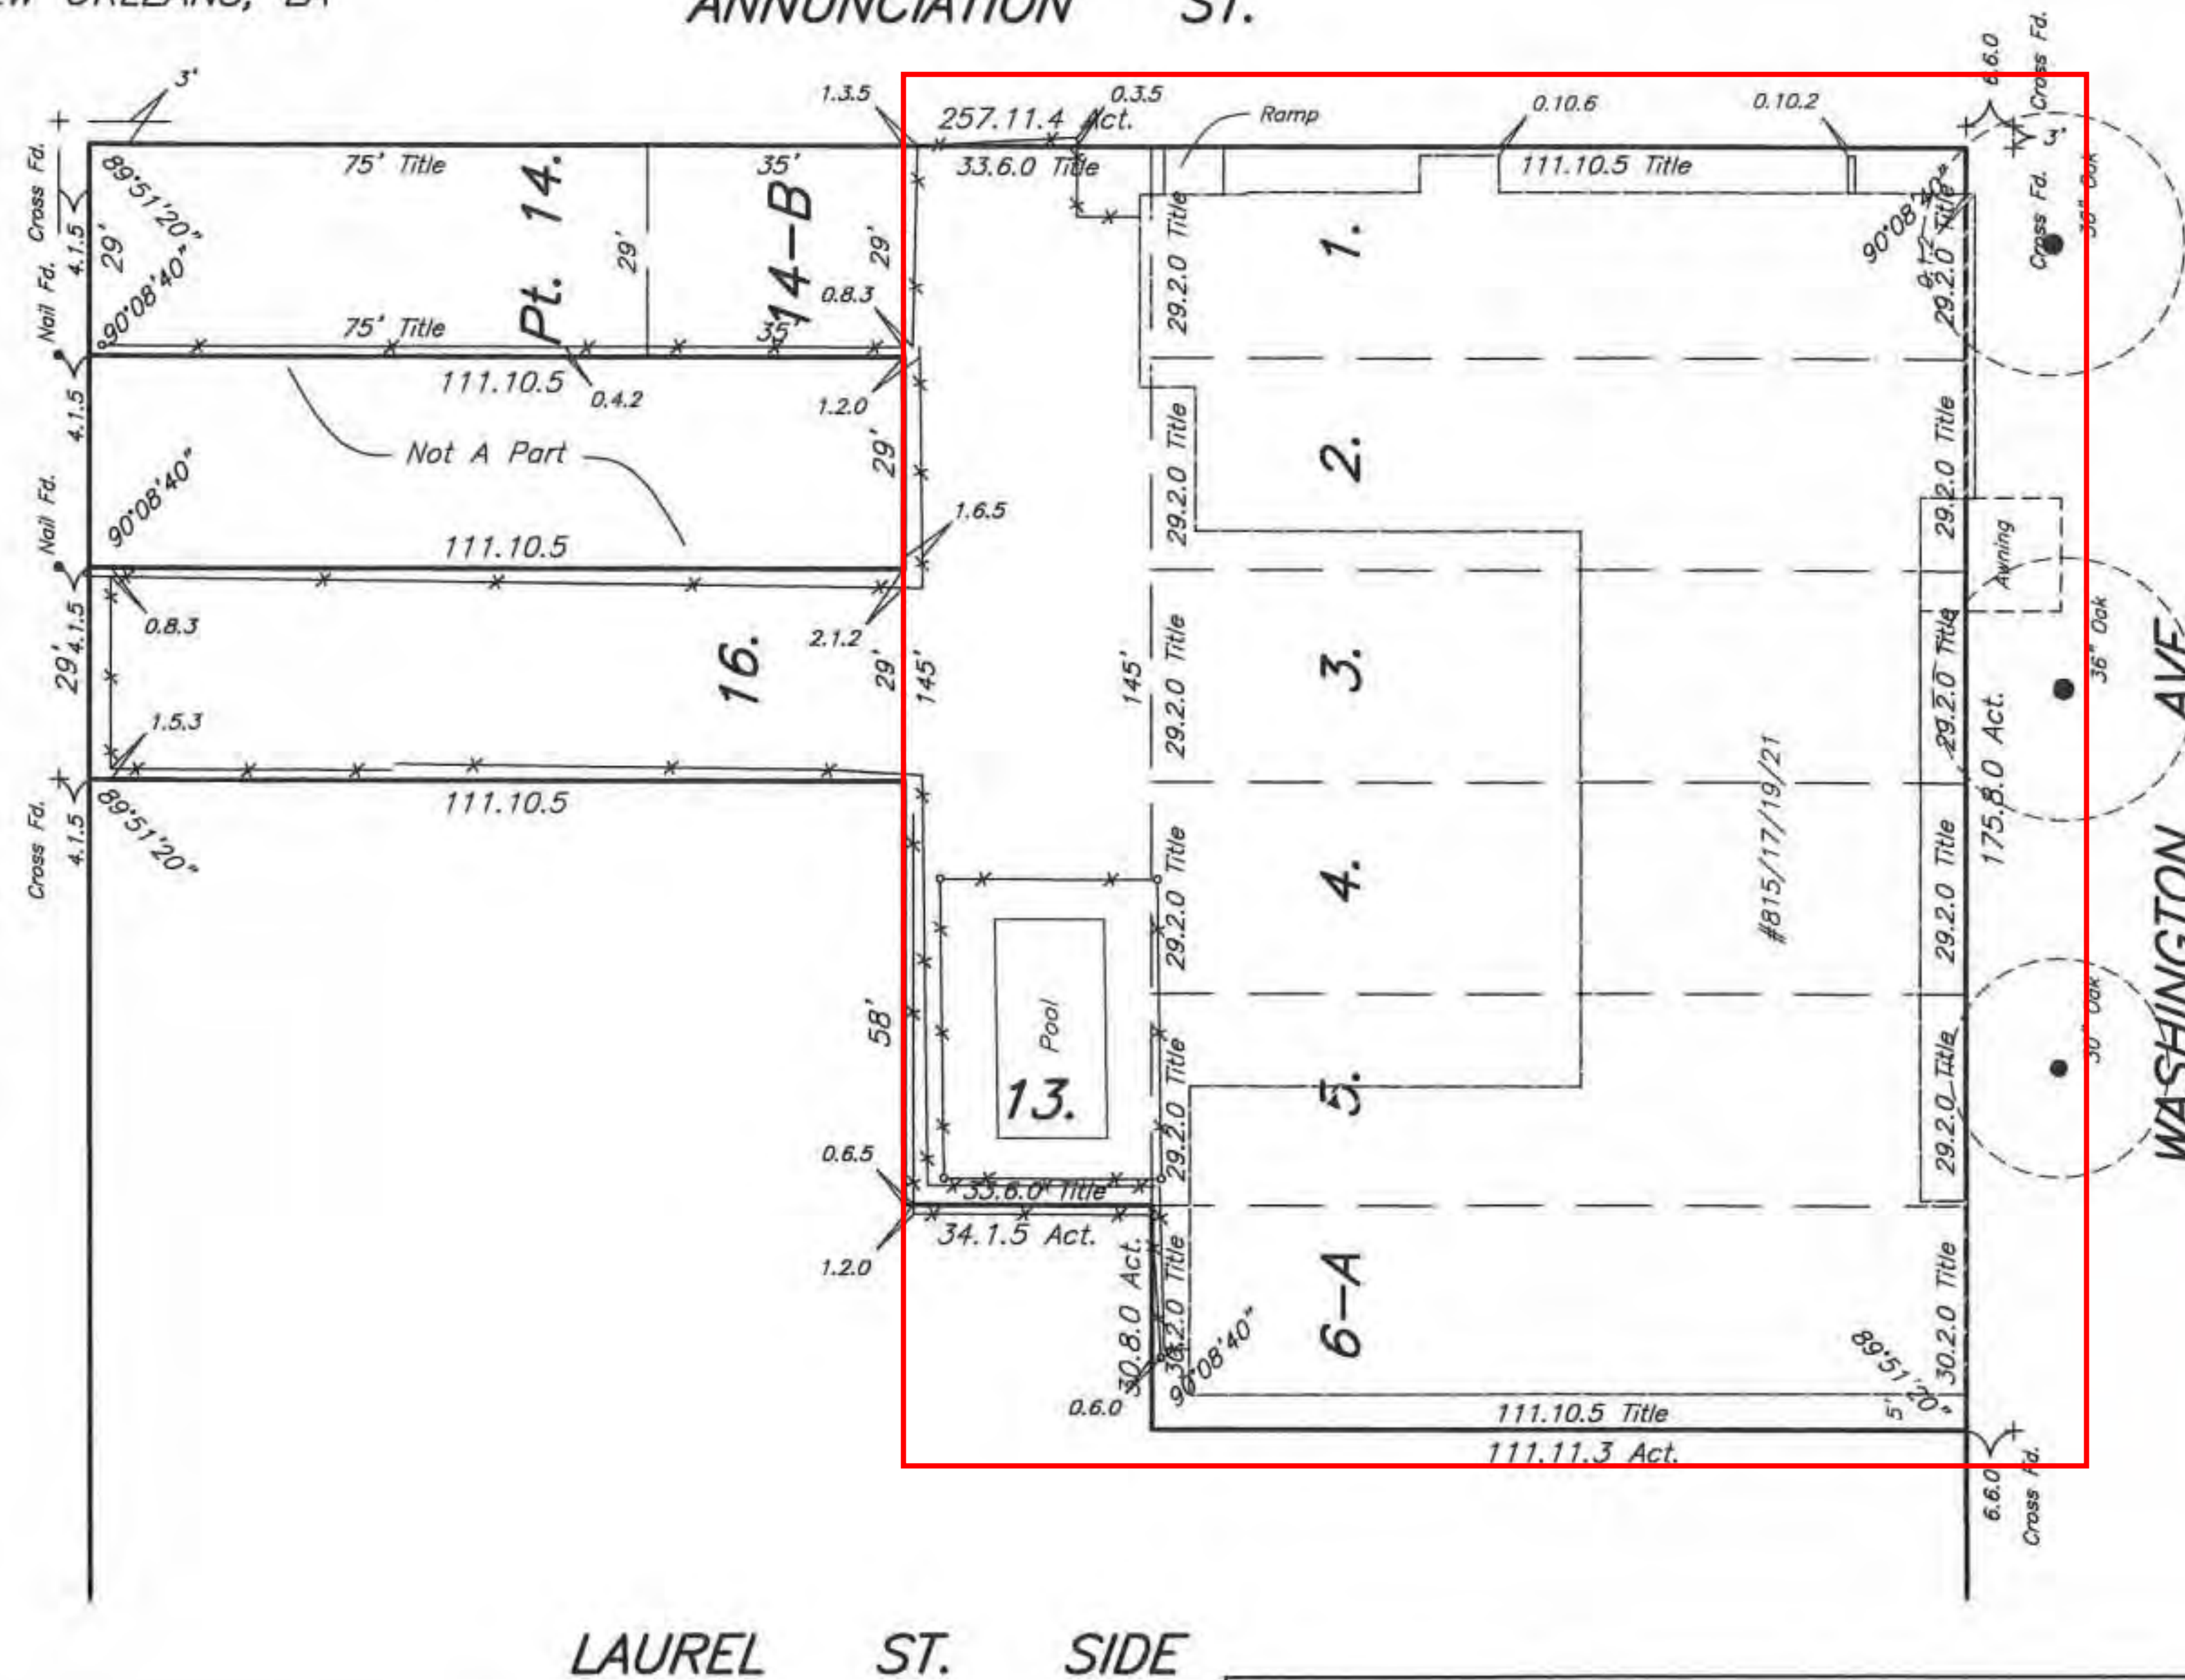 ORLEANS, LA
ANNUNCIATION ST.
3'
1.3.5
257.11.4 Act.
0.3.5
Ramp
0.10.6
0.10.2
6.6.0
Cross Fd.
3'
Cross Fd.
Cross Fd.
4.1.5
29'
89°51'20"
75' Title
Pt. 14.
29'
35'
14-B
29'
33.6.0 Title
111.10.5 Title
29.2.0 Title
1.
90°08'40"
0.1.2
29.2.0 Title
Nail Fd.
90°08'40"
75' Title
35'
0.8.3
111.10.5
0.4.2
1.2.0
4.1.5
Not A Part
29'
29.2.0 Title
2.
29.2.0 Title
Awning
Nail Fd.
90°08'40"
111.10.5
1.6.5
4.1.5
29'
0.8.3
16.
2.1.2
29'
145'
145'
29.2.0 Title
3.
29.2.0 Title
36" Oak
1.5.3
#815/17/19/21
175.8.0 Act.
WASHINGTON AVE.
Cross Fd.
4.1.5
89°51'20"
111.10.5
29.2.0 Title
4.
29.2.0 Title
58'
Pool
13.
29.2.0 Title
5.
29.2.0 Title
30" Oak
0.6.5
33.6.0 Title
34.1.5 Act.
1.2.0
30.8.0 Act.
30.2.0 Title
6-A
30.2.0 Title
90°08'40"
89°51'20"
0.6.0
5'
111.10.5 Title
111.11.3 Act.
6.6.0
Cross Fd.
LAUREL ST. SIDE